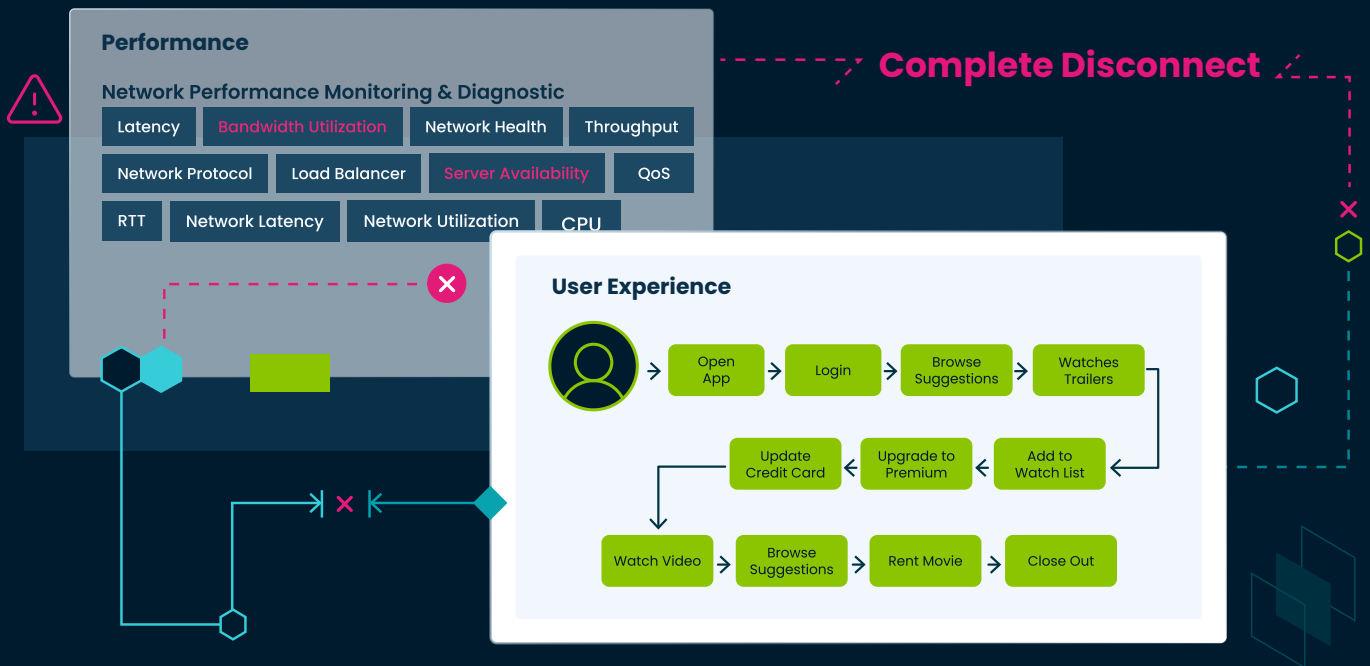 Performance
Complete Disconnect
Network Performance Monitoring & Diagnostic
Latency
Bandwidth Utilization
Network Health
Throughput
Network Protocol
Load Balancer
Server Availability
QoS
RTT
Network Latency
Network Utilization
CPU
User Experience
Open
App
Login
Browse
Suggestions
Watches
Trailers
Update
Credit Card
Upgrade to
Premium
Add to
Watch List
Watch Video
Browse
Suggestions
Rent Movie
Close Out